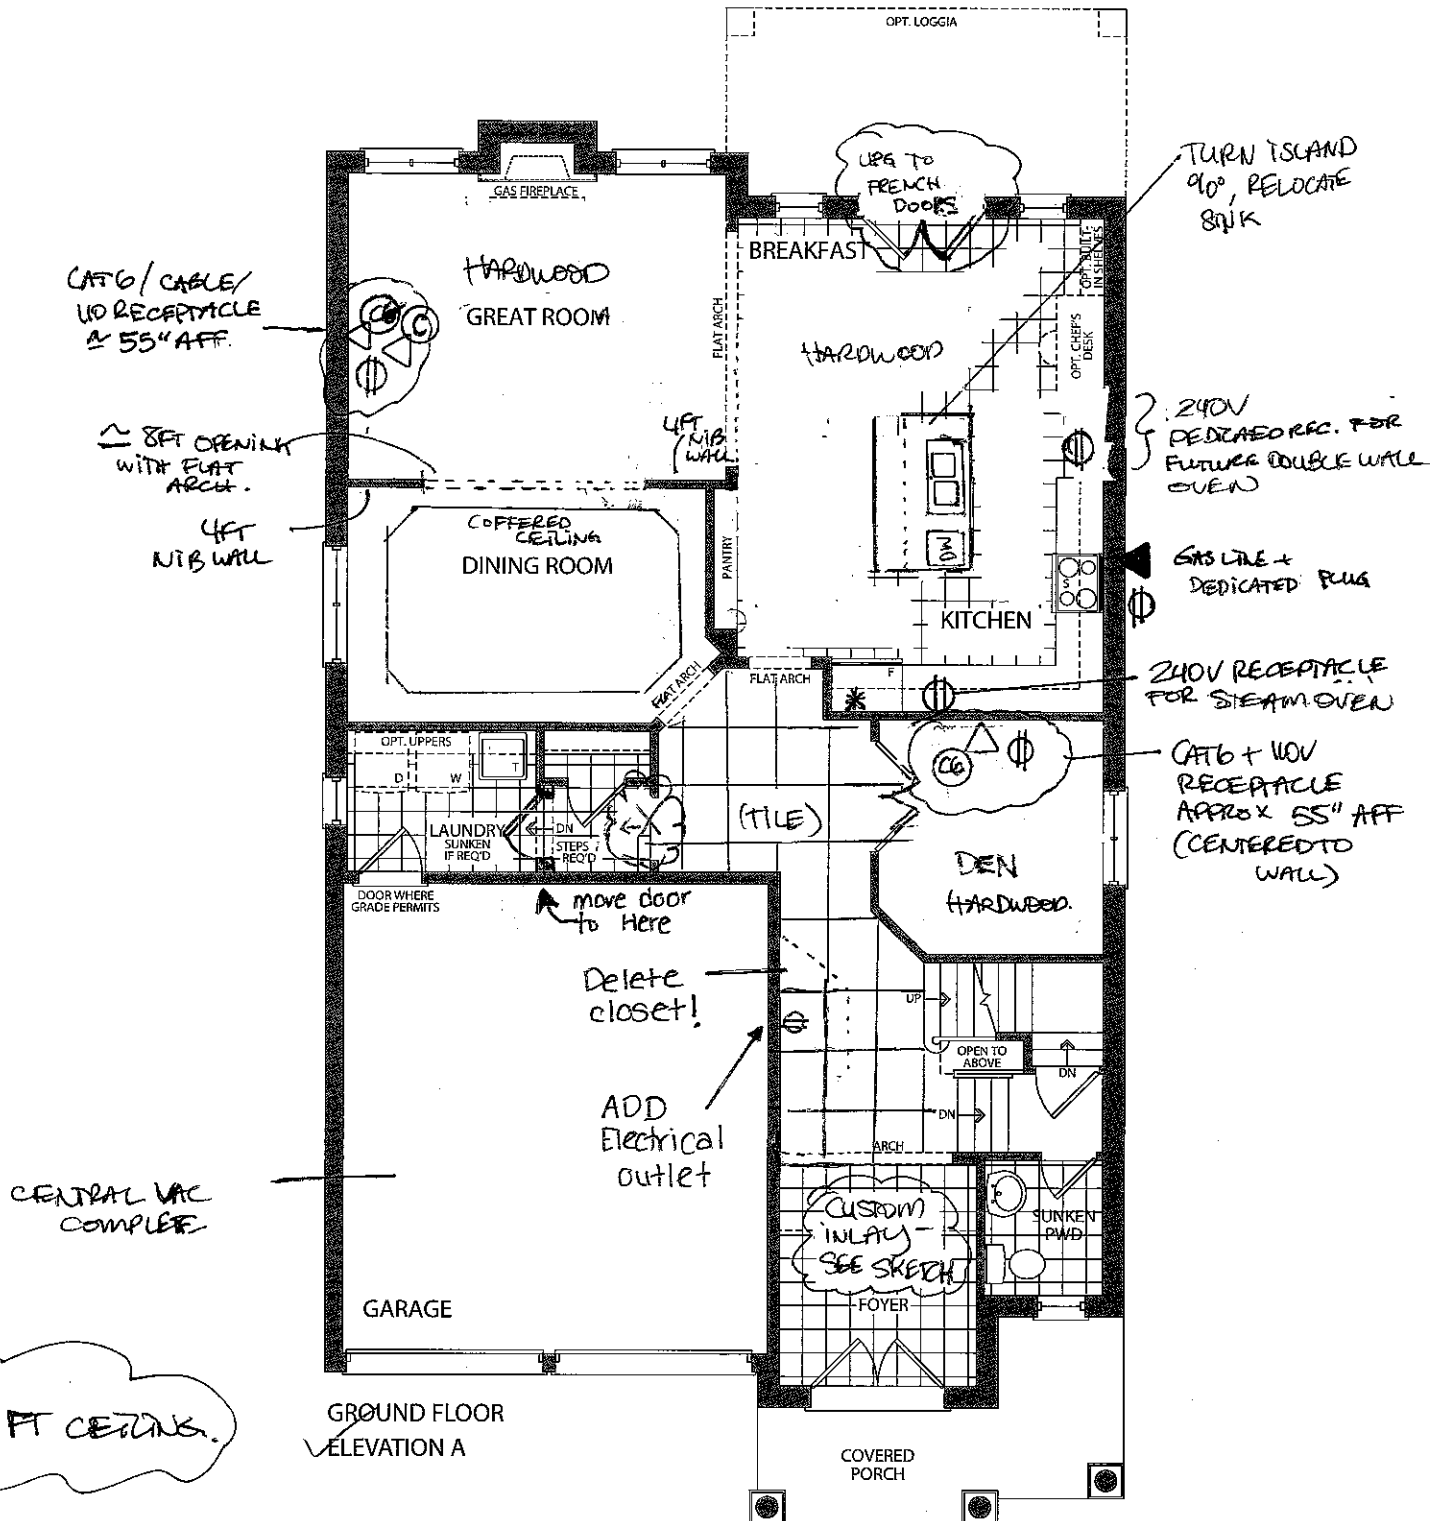 OPT. LOGGIA
UPG TO
FRENCH
DOORS
TURN ISLAND
90°, RELOCATE
SINK
GAS FIREPLACE
BREAKFAST
OPT. BUILT-
IN SHELVES
CAT6/CABLE/
110 RECEPTACLE
≃ 55" AFF.
HARDWOOD
GREAT ROOM
C6
C
FLAT ARCH
HARDWOOD
OPT. CHEF'S
DESK
240V
DEDICATED REC. FOR
FUTURE DOUBLE WALL
OVEN
≃ 8FT OPENING
WITH FLAT
ARCH.
4FT
NIB
WALL
4FT
NIB WALL
COFFERED
CEILING
DINING ROOM
PANTRY
S
GAS LINE +
DEDICATED PLUG
KITCHEN
FLAT ARCH
FLAT ARCH
F
240V RECEPTACLE
FOR STEAM OVEN
OPT. UPPERS
D
W
T
C6
CAT6 + 110V
RECEPTACLE
APPROX 55" AFF
(CENTERED TO
WALL)
LAUNDRY
SUNKEN
IF REQ'D
DN
STEPS
REQ'D
(TILE)
DEN
HARDWOOD.
DOOR WHERE
GRADE PERMITS
move door
to Here
Delete
closet!
UP
OPEN TO
ABOVE
DN
ADD
Electrical
outlet
DN
ARCH
CENTRAL VAC
COMPLETE
CUSTOM
INLAY-
SEE SKETCH
SUNKEN
PWD
GARAGE
FOYER
FT CEILING.
GROUND FLOOR
ELEVATION A
COVERED
PORCH